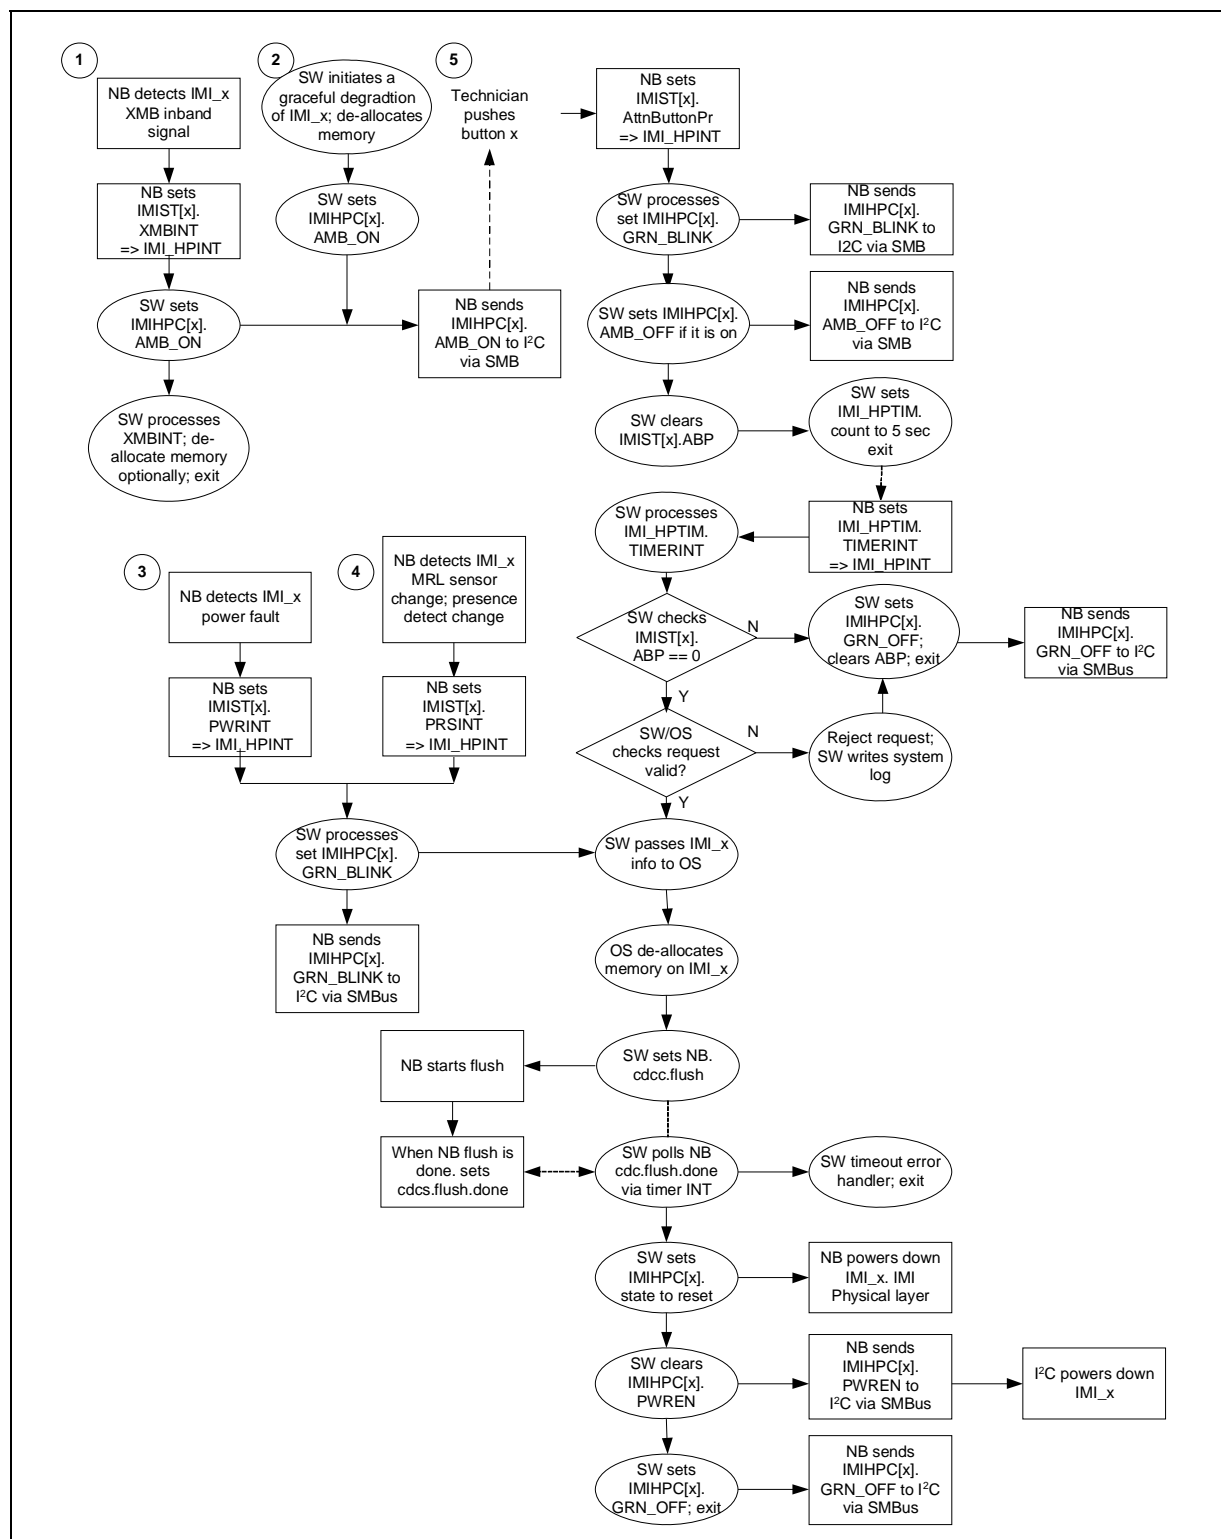 1
NB detects IMI_x
XMB inband
signal
NB sets
IMIST[x].
XMBINT
=> IMI_HPINT
SW sets
IMIHPC[x].
AMB_ON
SW processes
XMBINT; de-
allocate memory
optionally; exit
2
SW initiates a
graceful degradtion
of IMI_x; de-allocates
memory
SW sets
IMIHPC[x].
AMB_ON
NB sends
IMIHPC[x].
AMB_ON to I²C
via SMB
5
Technician
pushes
button x
NB sets
IMIST[x].
AttnButtonPr
=> IMI_HPINT
SW processes
set IMIHPC[x].
GRN_BLINK
NB sends
IMIHPC[x].
GRN_BLINK to
I2C via SMB
SW sets IMIHPC[x].
AMB_OFF if it is on
NB sends
IMIHPC[x].
AMB_OFF to I²C
via SMB
SW clears
IMIST[x].ABP
SW sets
IMI_HPTIM.
count to 5 sec
exit
NB sets
IMI_HPTIM.
TIMERINT
=> IMI_HPINT
SW processes
IMI_HPTIM.
TIMERINT
SW checks
IMIST[x].
ABP == 0
N
Y
SW sets
IMIHPC[x].
GRN_OFF;
clears ABP; exit
NB sends
IMIHPC[x].
GRN_OFF to I²C
via SMBus
SW/OS
checks request
valid?
N
Y
Reject request;
SW writes system
log
3
NB detects IMI_x
power fault
NB sets
IMIST[x].
PWRINT
=> IMI_HPINT
4
NB detects IMI_x
MRL sensor
change; presence
detect change
NB sets
IMIST[x].
PRSINT
=> IMI_HPINT
SW processes
set IMIHPC[x].
GRN_BLINK
NB sends
IMIHPC[x].
GRN_BLINK to
I²C via SMBus
SW passes IMI_x
info to OS
OS de-allocates
memory on IMI_x
SW sets NB.
cdcc.flush
NB starts flush
When NB flush is
done. sets
cdcs.flush.done
SW polls NB
cdc.flush.done
via timer INT
SW timeout error
handler; exit
SW sets
IMIHPC[x].
state to reset
NB powers down
IMI_x. IMI
Physical layer
SW clears
IMIHPC[x].
PWREN
NB sends
IMIHPC[x].
PWREN to
I²C via SMBus
I²C powers down
IMI_x
SW sets
IMIHPC[x].
GRN_OFF; exit
NB sends
IMIHPC[x].
GRN_OFF to I²C
via SMBus